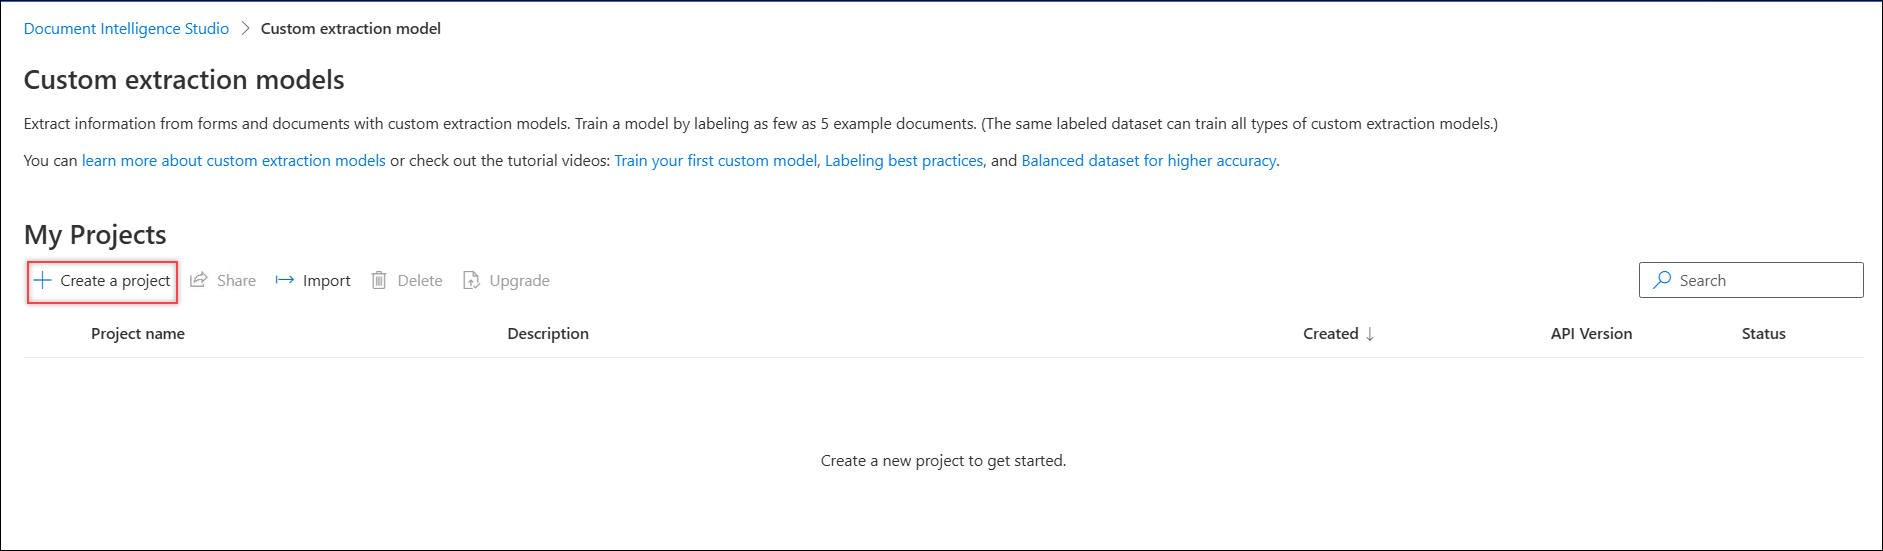 Document Intelligence Studio > Custom extraction model
Custom extraction models
Extract information from forms and documents with custom extraction models. Train a model by labeling as few as 5 example documents. (The same labeled dataset can train all types of custom extraction models.)
You can learn more about custom extraction models or check out the tutorial videos: Train your first custom model, Labeling best practices, and Balanced dataset for higher accuracy.
My Projects
Create a project Share Import Delete Upgrade Search
Project name Description Created ↓ API Version Status
Create a new project to get started.